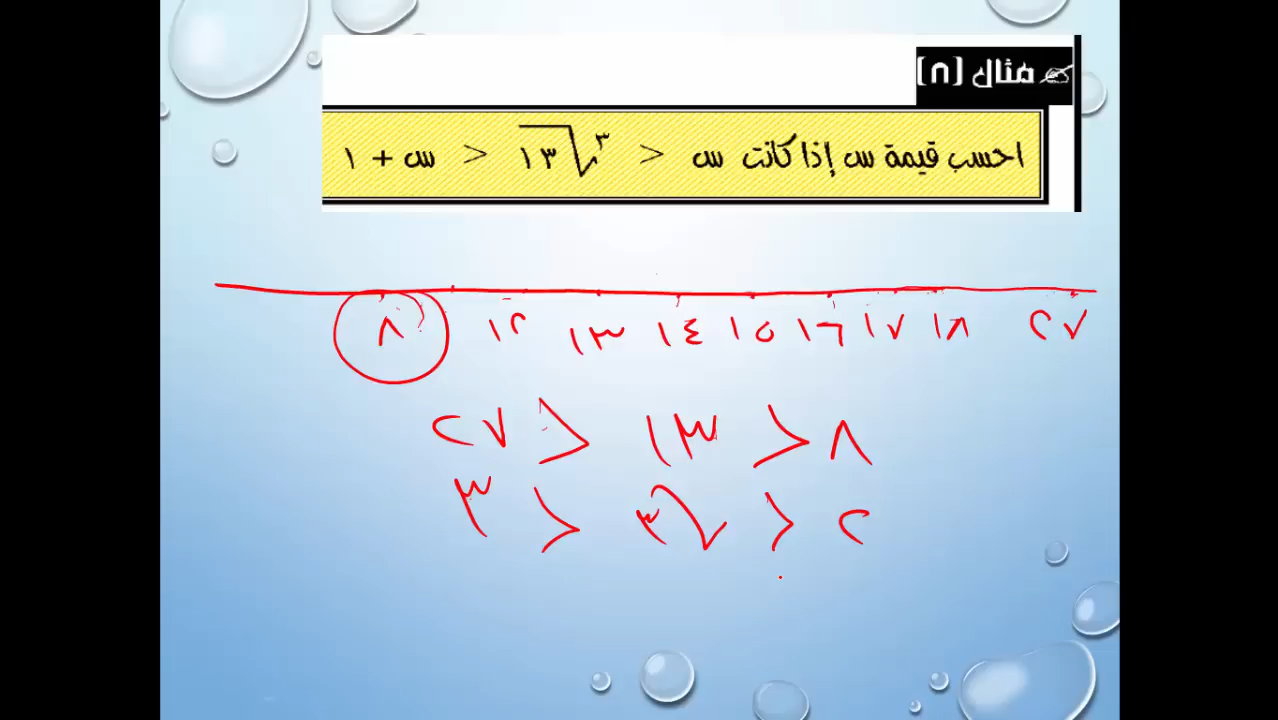 مثال [٨]
احسب قيمة س إذا كانت س < ∛١٣ < س + ١
٨ ١٢ ١٣ ١٤ ١٥ ١٦ ١٧ ١٨ ٢٧
٨ < ١٣ < ٢٧
٢ < √٣ < ٣